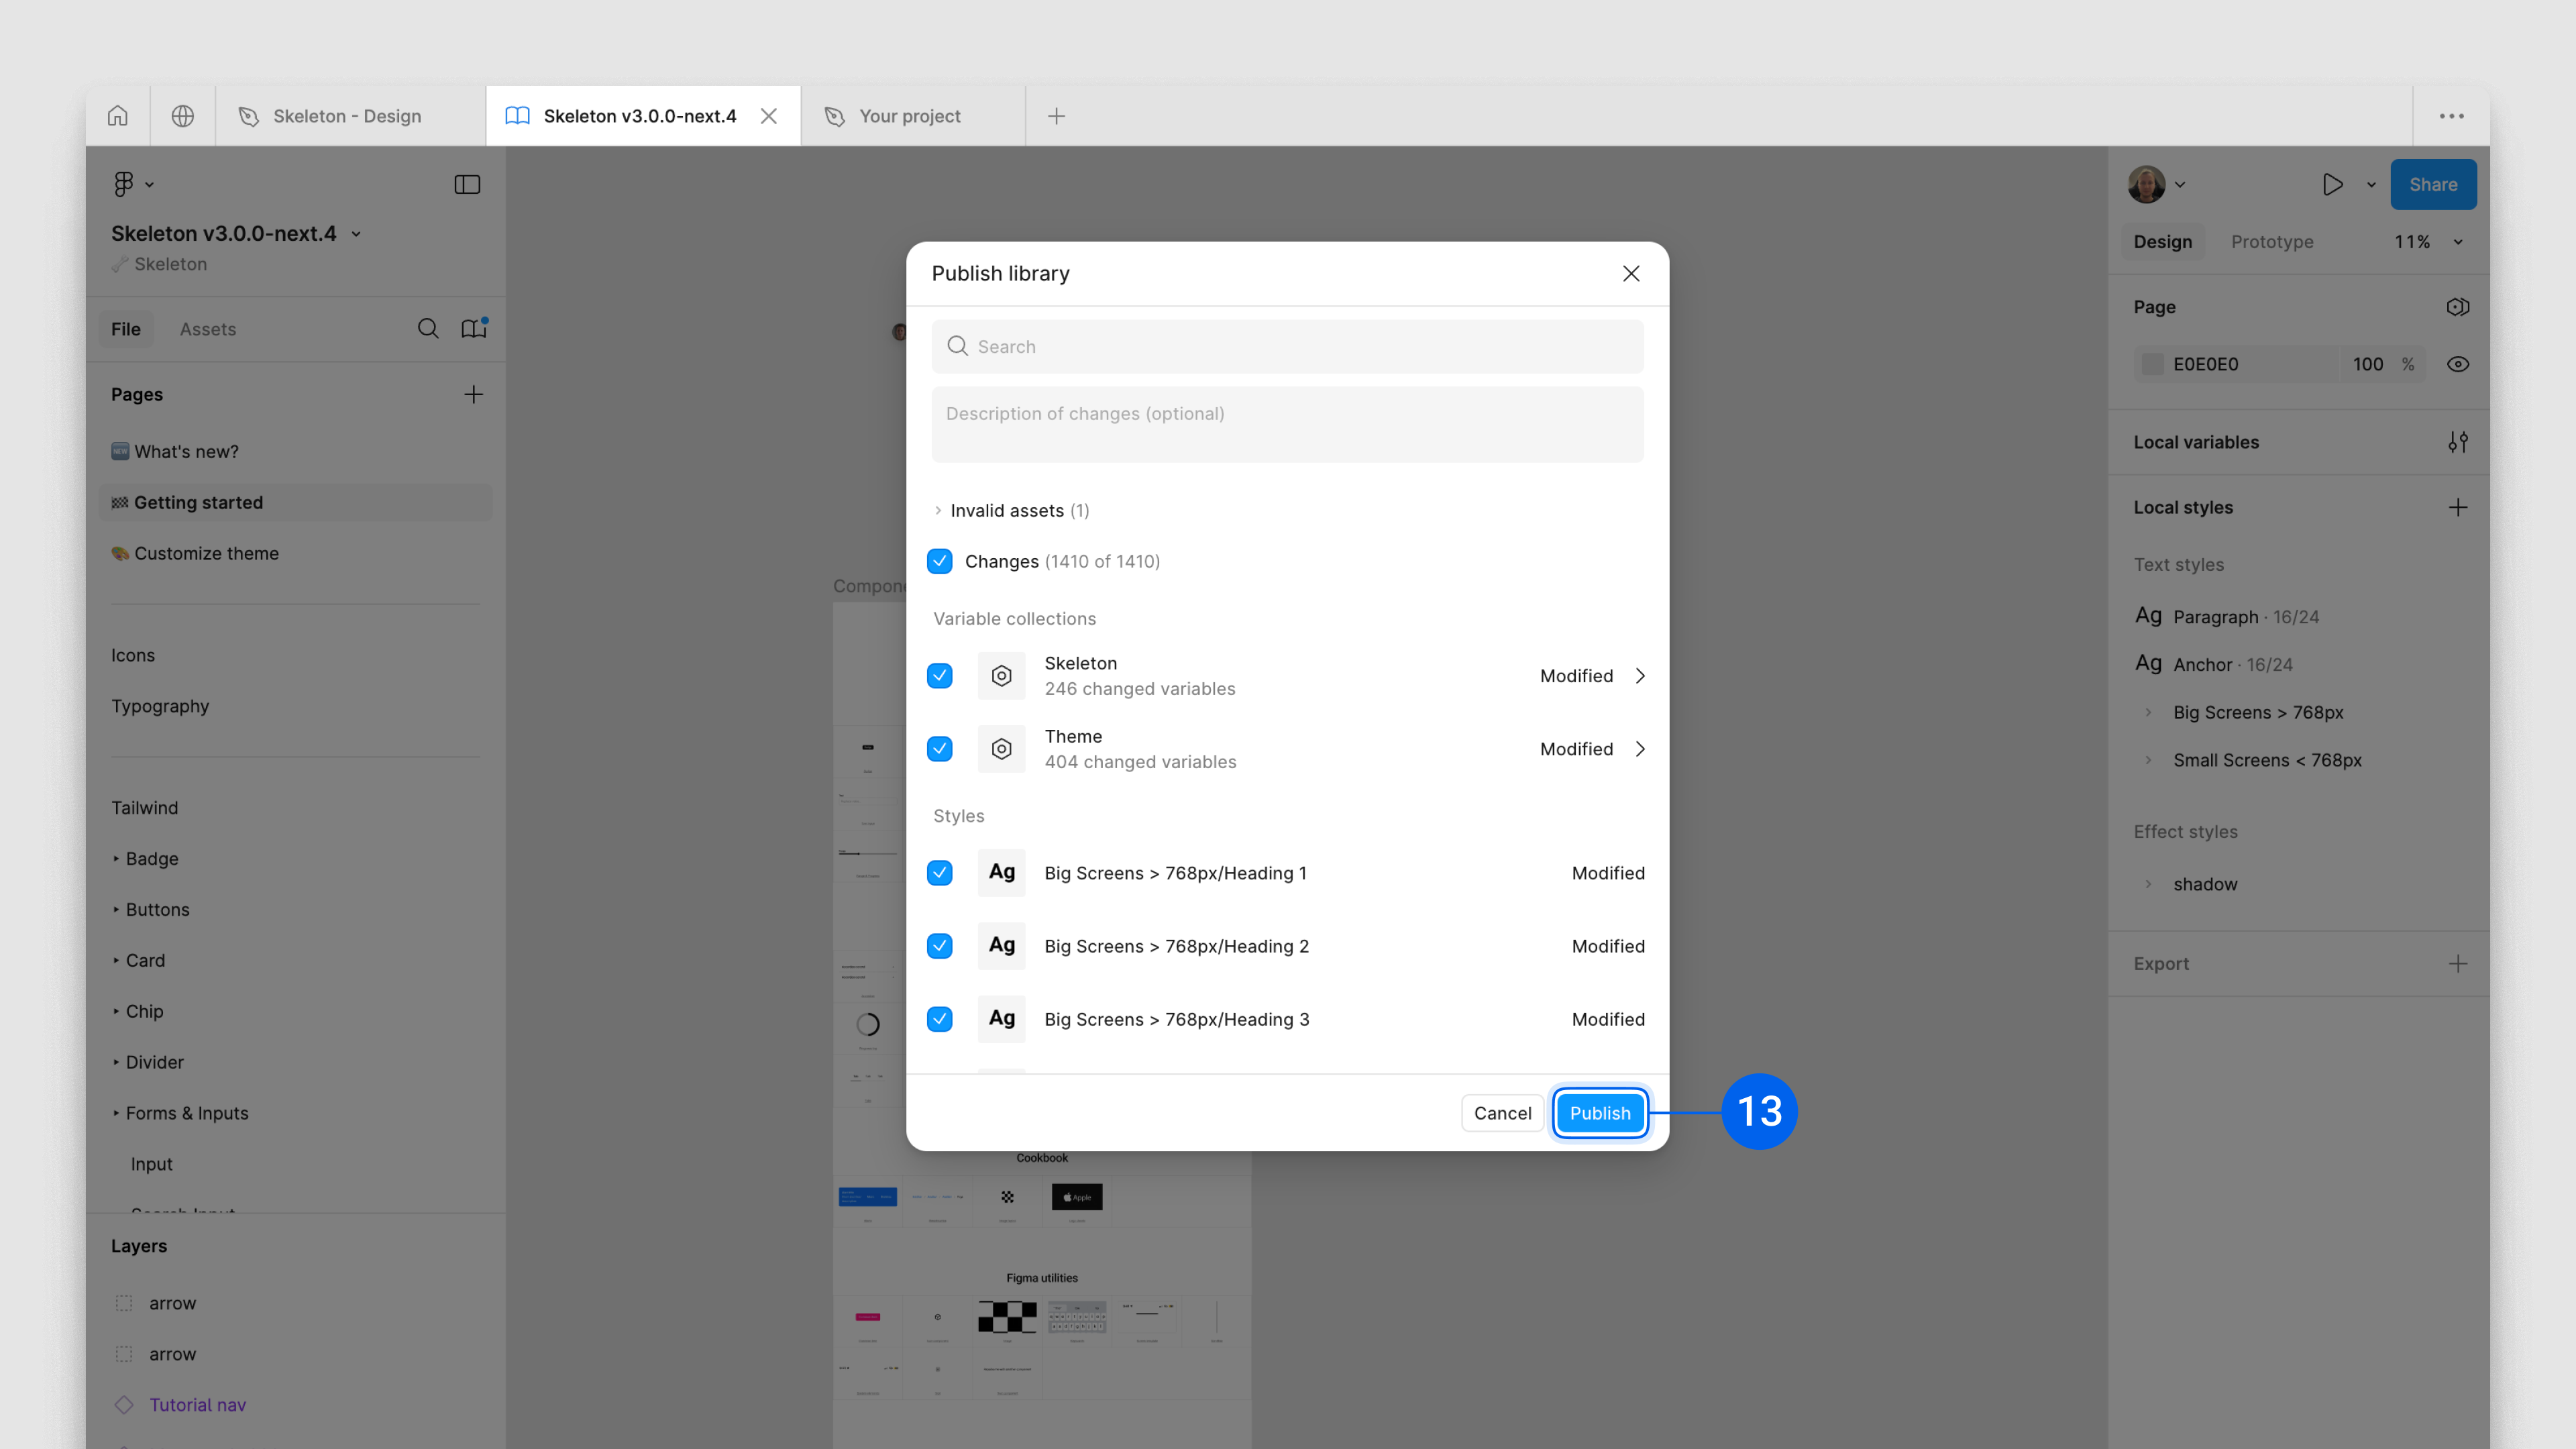 Skeleton - Design
Skeleton v3.0.0-next.4
Your project
Skeleton v3.0.0-next.4
Skeleton
File
Assets
Pages
NEW What's new?
Getting started
Customize theme
Icons
Typography
Tailwind
Badge
Buttons
Card
Chip
Divider
Forms & Inputs
Input
Search Input
Layers
arrow
arrow
Tutorial nav
Compone
Publish library
Search
Description of changes (optional)
Invalid assets (1)
Changes (1410 of 1410)
Variable collections
Skeleton
246 changed variables
Modified
Theme
404 changed variables
Modified
Styles
Ag Big Screens > 768px/Heading 1 Modified
Ag Big Screens > 768px/Heading 2 Modified
Ag Big Screens > 768px/Heading 3 Modified
Cancel
Publish
13
Cookbook
Apple
Figma utilities
Share
Design
Prototype
11%
Page
E0E0E0 100 %
Local variables
Local styles
Text styles
Ag Paragraph · 16/24
Ag Anchor · 16/24
Big Screens > 768px
Small Screens < 768px
Effect styles
shadow
Export